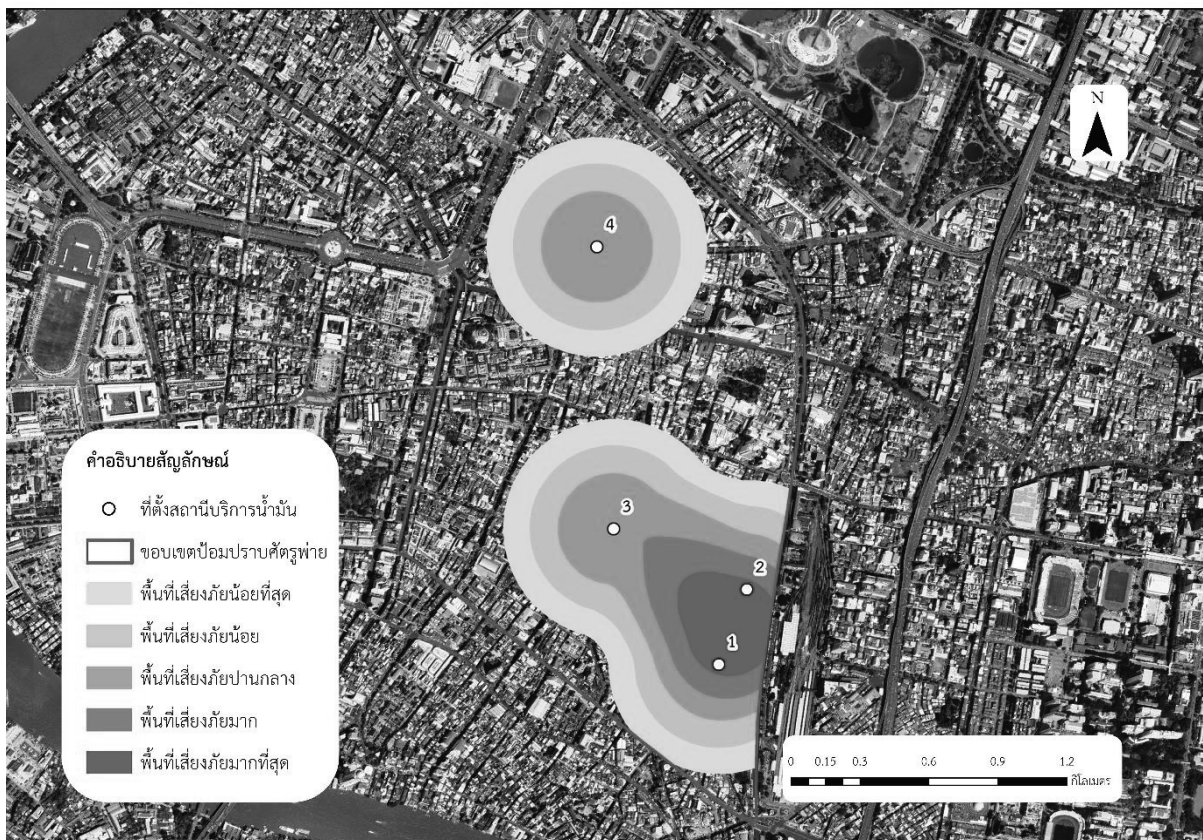 N
4
3
2
1
คำอธิบายสัญลักษณ์
ที่ตั้งสถานีบริการน้ำมัน
ขอบเขตป้อมปราบศัตรูพ่าย
พื้นที่เสี่ยงภัยน้อยที่สุด
พื้นที่เสี่ยงภัยน้อย
พื้นที่เสี่ยงภัยปานกลาง
พื้นที่เสี่ยงภัยมาก
พื้นที่เสี่ยงภัยมากที่สุด
0 0.15 0.3 0.6 0.9 1.2
กิโลเมตร